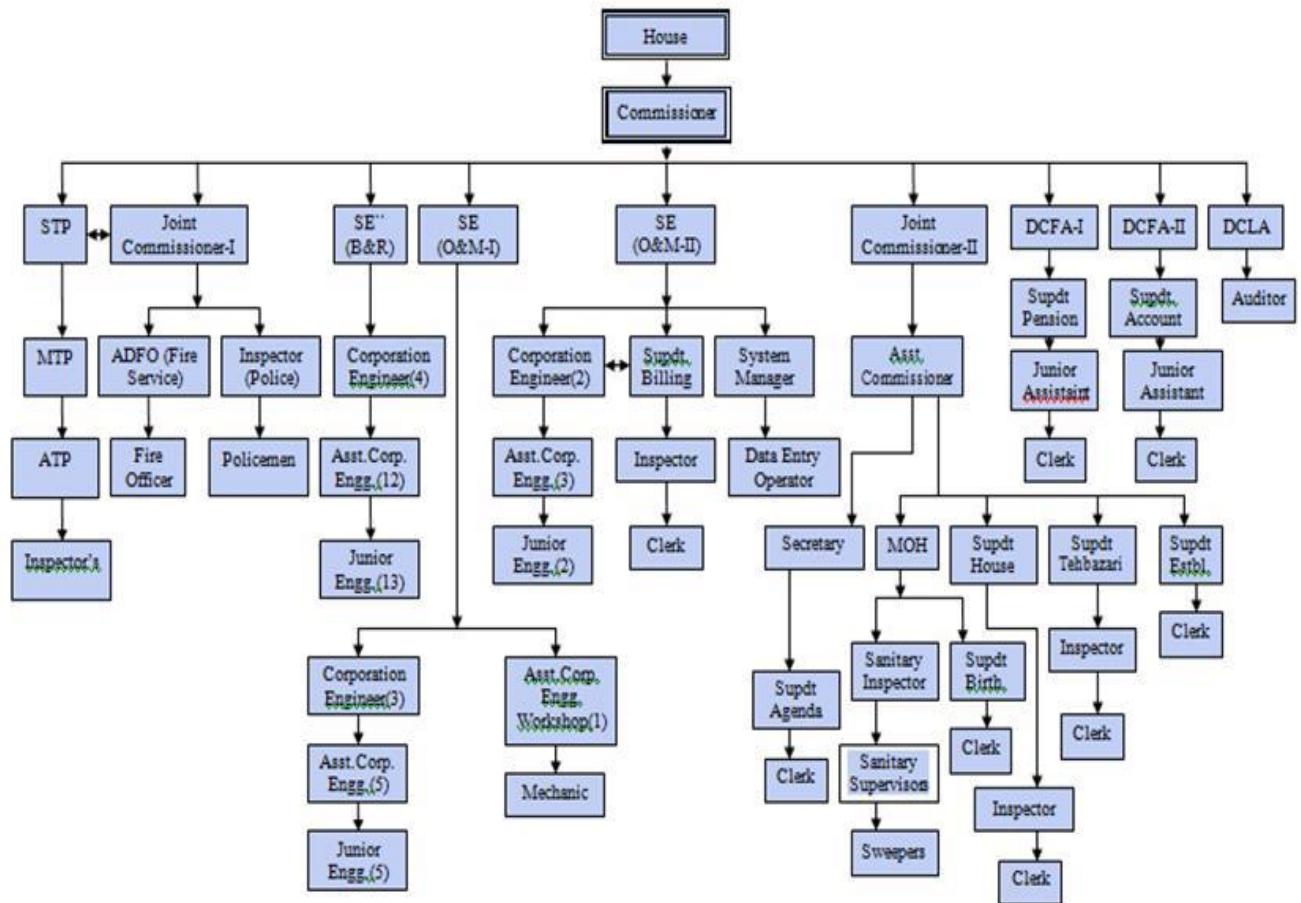 House
Commissioner
STP
Joint
Commissioner-I
SE``
(B&R)
SE
(O&M-I)
SE
(O&M-II)
Joint
Commissioner-II
DCFA-I
DCFA-II
DCLA
Supdt
Pension
Supdt.
Account
Auditor
MTP
ADFO (Fire
Service)
Inspector
(Police)
Corporation
Engineer(4)
Corporation
Engineer(2)
Supdt.
Billing
System
Manager
Asst.
Commissioner
Junior
Assistaint
Junior
Assistant
ATP
Fire
Officer
Policemen
Asst.Corp.
Engg.(12)
Asst.Corp.
Engg.(3)
Inspector
Data Entry
Operator
Clerk
Clerk
Inspector's
Junior
Engg.(13)
Junior
Engg.(2)
Clerk
Secretary
MOH
Supdt
House
Supdt
Tehbazari
Supdt
Estbl.
Corporation
Engineer(3)
Asst.Corp.
Engg.
Workshop(1)
Supdt
Agenda
Sanitary
Inspector
Supdt
Birth.
Inspector
Clerk
Asst.Corp.
Engg.(5)
Mechanic
Clerk
Sanitary
Supervisors
Clerk
Clerk
Junior
Engg.(5)
Sweepers
Inspector
Clerk